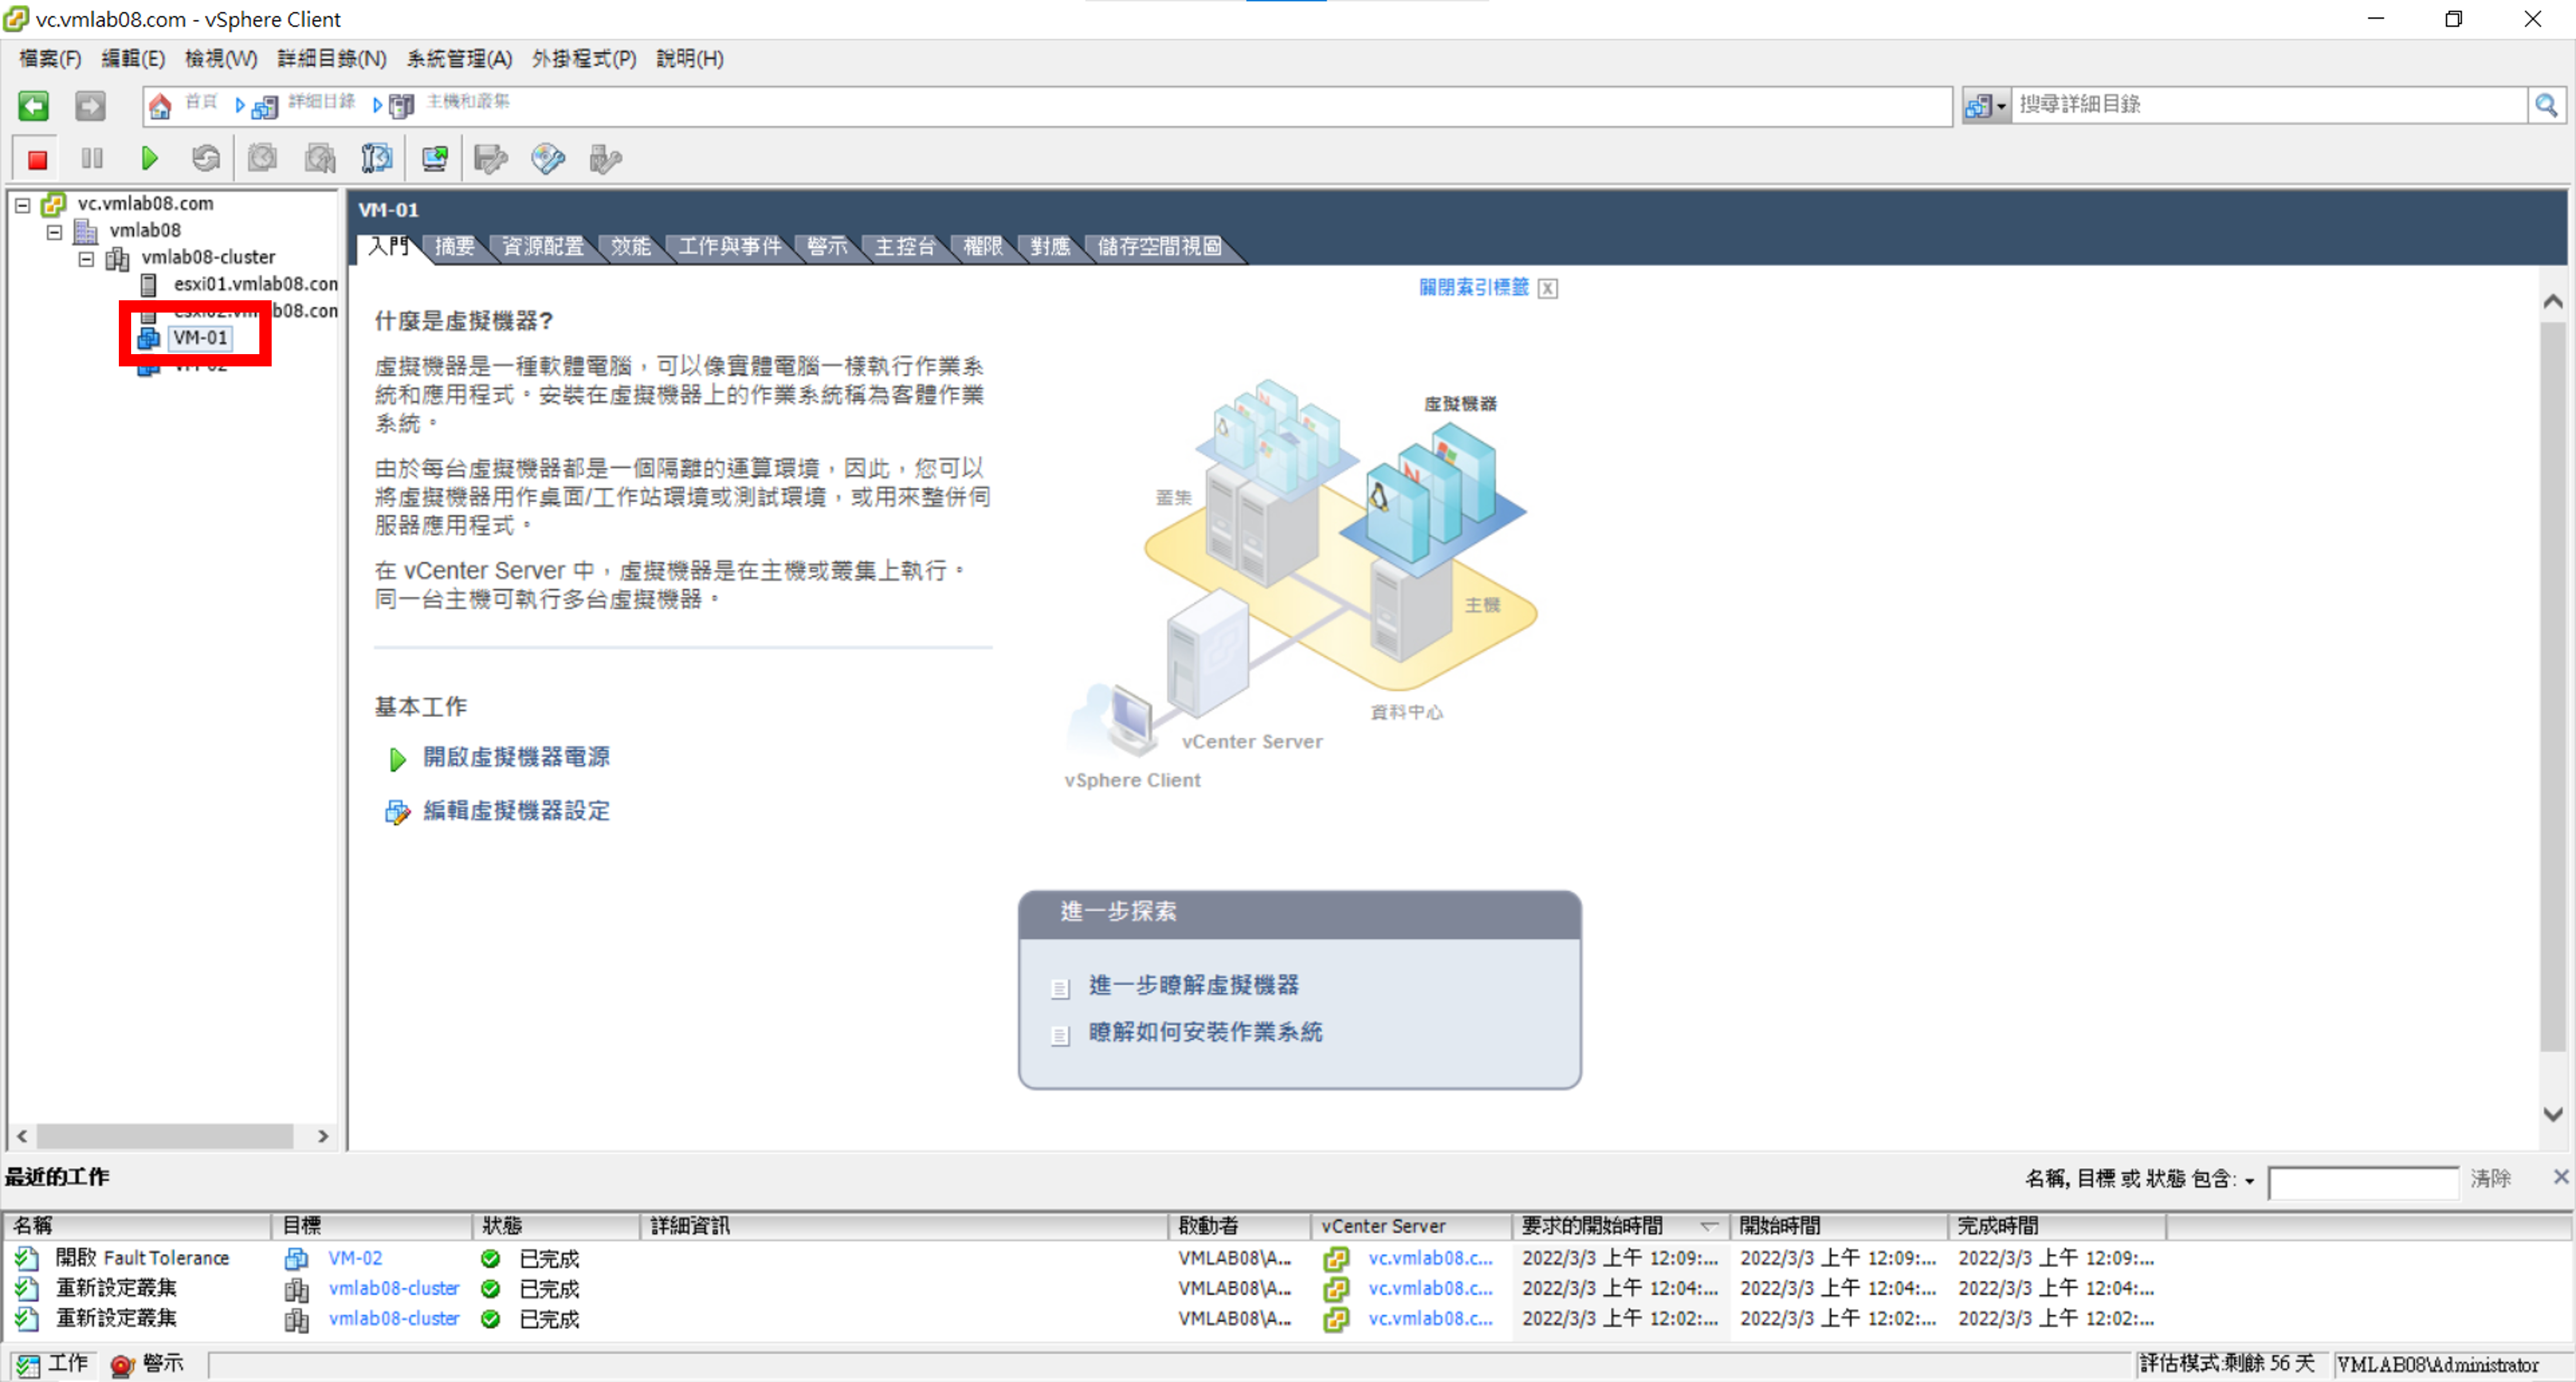 vc.vmlab08.com - vSphere Client
檔案(F) 編輯(E) 檢視(W) 詳細目錄(N) 系統管理(A) 外掛程式(P) 說明(H)
首頁 詳細目錄 主機和叢集 搜尋詳細目錄
vc.vmlab08.com
vmlab08
vmlab08-cluster
esxi01.vmlab08.con
esxi02.vmlab08.con
VM-01
VM-02
VM-01
入門 摘要 資源配置 效能 工作與事件 警示 主控台 權限 對應 儲存空間視圖
關閉索引標籤 X
什麼是虛擬機器?
虛擬機器是一種軟體電腦，可以像實體電腦一樣執行作業系
統和應用程式。安裝在虛擬機器上的作業系統稱為客體作業
系統。
由於每台虛擬機器都是一個隔離的運算環境，因此，您可以
將虛擬機器用作桌面/工作站環境或測試環境，或用來整併伺
服器應用程式。
在 vCenter Server 中，虛擬機器是在主機或叢集上執行。
同一台主機可執行多台虛擬機器。
基本工作
開啟虛擬機器電源
編輯虛擬機器設定
虛擬機器
叢集
主機
資料中心
vCenter Server
vSphere Client
進一步探索
進一步瞭解虛擬機器
瞭解如何安裝作業系統
最近的工作 名稱, 目標 或 狀態 包含: 清除
名稱 目標 狀態 詳細資訊 啟動者 vCenter Server 要求的開始時間 開始時間 完成時間
開啟 Fault Tolerance VM-02 已完成 VMLAB08\A... vc.vmlab08.c... 2022/3/3 上午 12:09:... 2022/3/3 上午 12:09:... 2022/3/3 上午 12:09:...
重新設定叢集 vmlab08-cluster 已完成 VMLAB08\A... vc.vmlab08.c... 2022/3/3 上午 12:04:... 2022/3/3 上午 12:04:... 2022/3/3 上午 12:04:...
重新設定叢集 vmlab08-cluster 已完成 VMLAB08\A... vc.vmlab08.c... 2022/3/3 上午 12:02:... 2022/3/3 上午 12:02:... 2022/3/3 上午 12:02:...
工作 警示 評估模式:剩餘 56 天 VMLAB08\Administrator